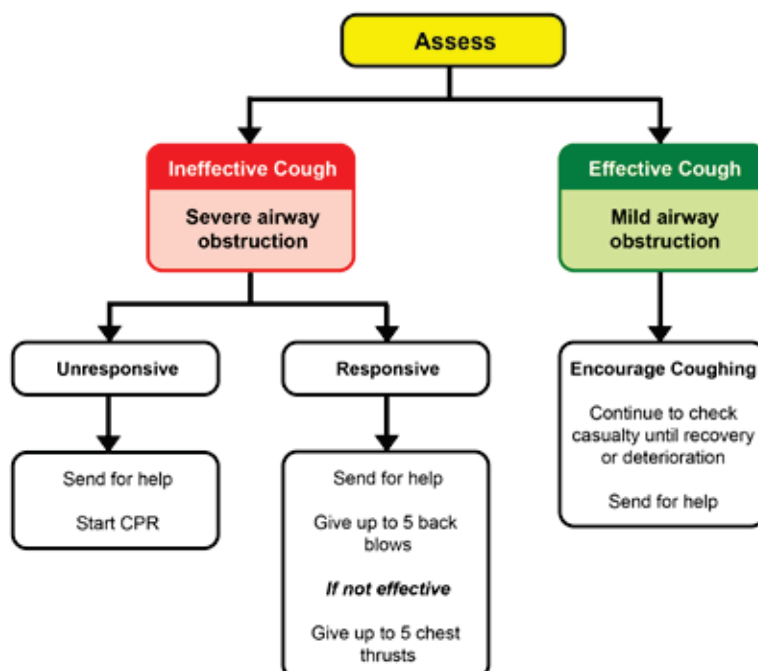 Assess
Ineffective Cough
Severe airway
obstruction
Effective Cough
Mild airway
obstruction
Unresponsive
Responsive
Encourage Coughing
Continue to check
casualty until recovery
or deterioration
Send for help
Send for help
Start CPR
Send for help
Give up to 5 back
blows
If not effective
Give up to 5 chest
thrusts